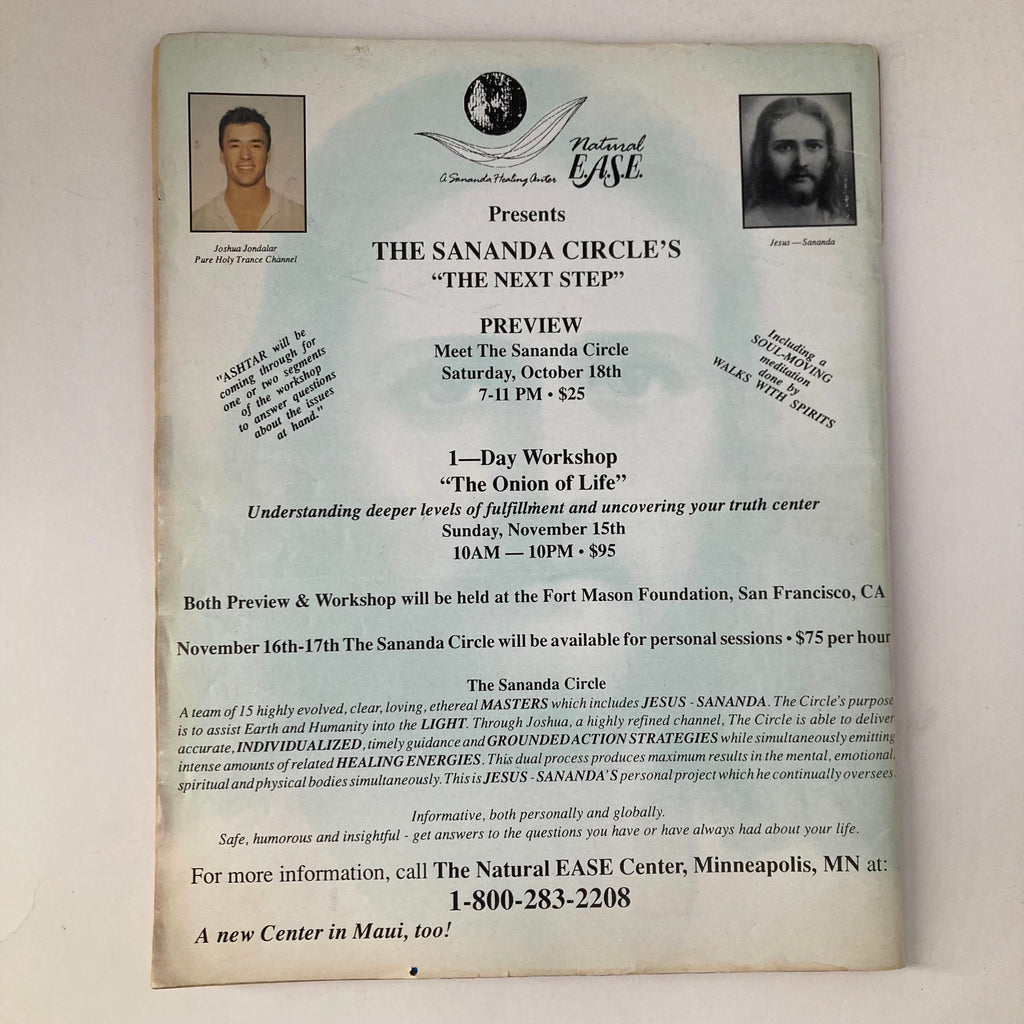 Natural
E.A.S.E.
A Sananda Healing Center
Joshua Jondalar
Pure Holy Trance Channel
Jesus — Sananda
Presents
THE SANANDA CIRCLE'S
“THE NEXT STEP”
PREVIEW
Meet The Sananda Circle
Saturday, October 18th
7-11 PM • $25
"ASHTAR will be
coming through for
one or two segments
of the workshop
to answer questions
about the issues
at hand."
Including a
SOUL-MOVING
meditation
done by
WALKS WITH SPIRITS
1—Day Workshop
“The Onion of Life”
Understanding deeper levels of fulfillment and uncovering your truth center
Sunday, November 15th
10AM — 10PM • $95
Both Preview & Workshop will be held at the Fort Mason Foundation, San Francisco, CA
November 16th-17th The Sananda Circle will be available for personal sessions • $75 per hour
The Sananda Circle
A team of 15 highly evolved, clear, loving, ethereal MASTERS which includes JESUS - SANANDA. The Circle's purpose
is to assist Earth and Humanity into the LIGHT. Through Joshua, a highly refined channel, The Circle is able to deliver
accurate, INDIVIDUALIZED, timely guidance and GROUNDED ACTION STRATEGIES while simultaneously emitting
intense amounts of related HEALING ENERGIES. This dual process produces maximum results in the mental, emotional,
spiritual and physical bodies simultaneously. This is JESUS - SANANDA'S personal project which he continually oversees.
Informative, both personally and globally.
Safe, humorous and insightful - get answers to the questions you have or have always had about your life.
For more information, call The Natural EASE Center, Minneapolis, MN at:
1-800-283-2208
A new Center in Maui, too!